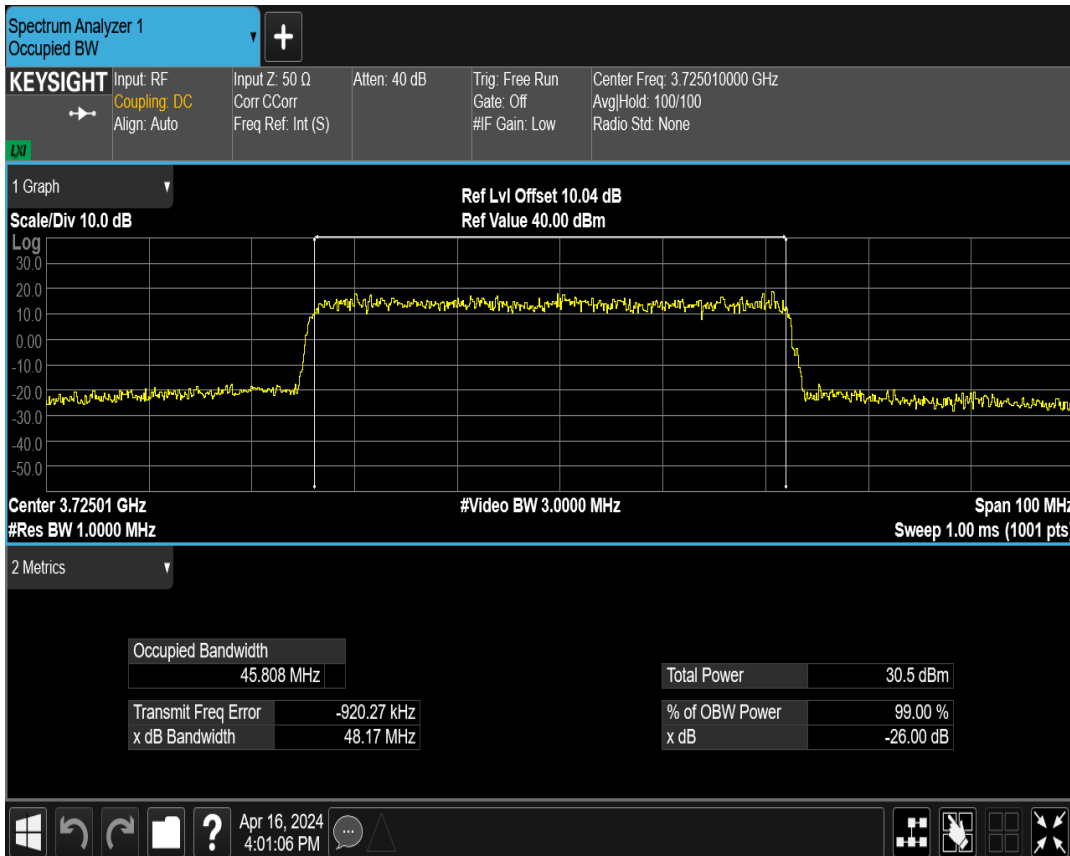 Spectrum Analyzer 1
Occupied BW
+
KEYSIGHT
LXI
Input: RF
Coupling: DC
Align: Auto
Input Z: 50 Ω
Corr CCorr
Freq Ref: Int (S)
Atten: 40 dB
Trig: Free Run
Gate: Off
#IF Gain: Low
Center Freq: 3.725010000 GHz
Avg|Hold: 100/100
Radio Std: None
1 Graph
Scale/Div 10.0 dB
Ref Lvl Offset 10.04 dB
Ref Value 40.00 dBm
Log
30.0
20.0
10.0
0.00
-10.0
-20.0
-30.0
-40.0
-50.0
Center 3.72501 GHz
#Video BW 3.0000 MHz
Span 100 MHz
#Res BW 1.0000 MHz
Sweep 1.00 ms (1001 pts)
2 Metrics
Occupied Bandwidth
45.808 MHz
Total Power 30.5 dBm
Transmit Freq Error -920.27 kHz
% of OBW Power 99.00 %
x dB Bandwidth 48.17 MHz
x dB -26.00 dB
?
Apr 16, 2024
4:01:06 PM